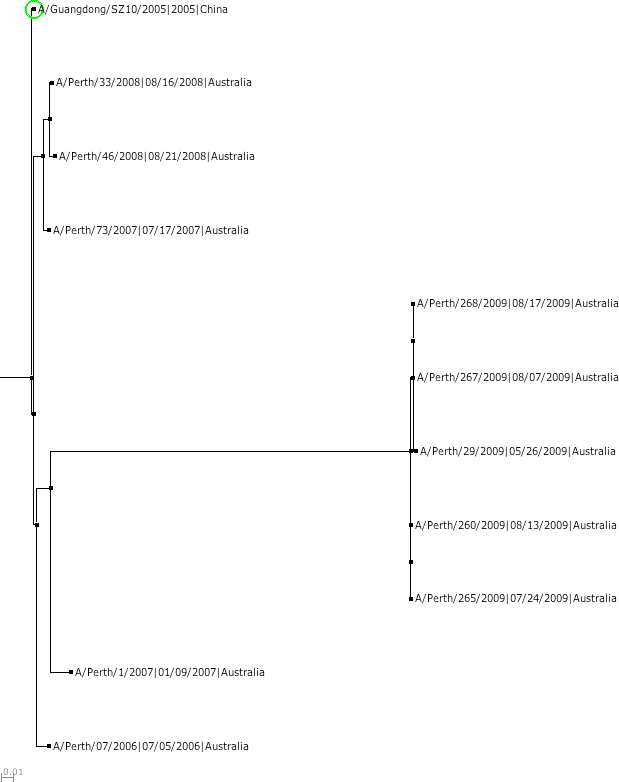 A/Guangdong/SZ10/2005|2005|China
A/Perth/33/2008|08/16/2008|Australia
A/Perth/46/2008|08/21/2008|Australia
A/Perth/73/2007|07/17/2007|Australia
A/Perth/268/2009|08/17/2009|Australia
A/Perth/267/2009|08/07/2009|Australia
A/Perth/29/2009|05/26/2009|Australia
A/Perth/260/2009|08/13/2009|Australia
A/Perth/265/2009|07/24/2009|Australia
A/Perth/1/2007|01/09/2007|Australia
A/Perth/07/2006|07/05/2006|Australia
0.01